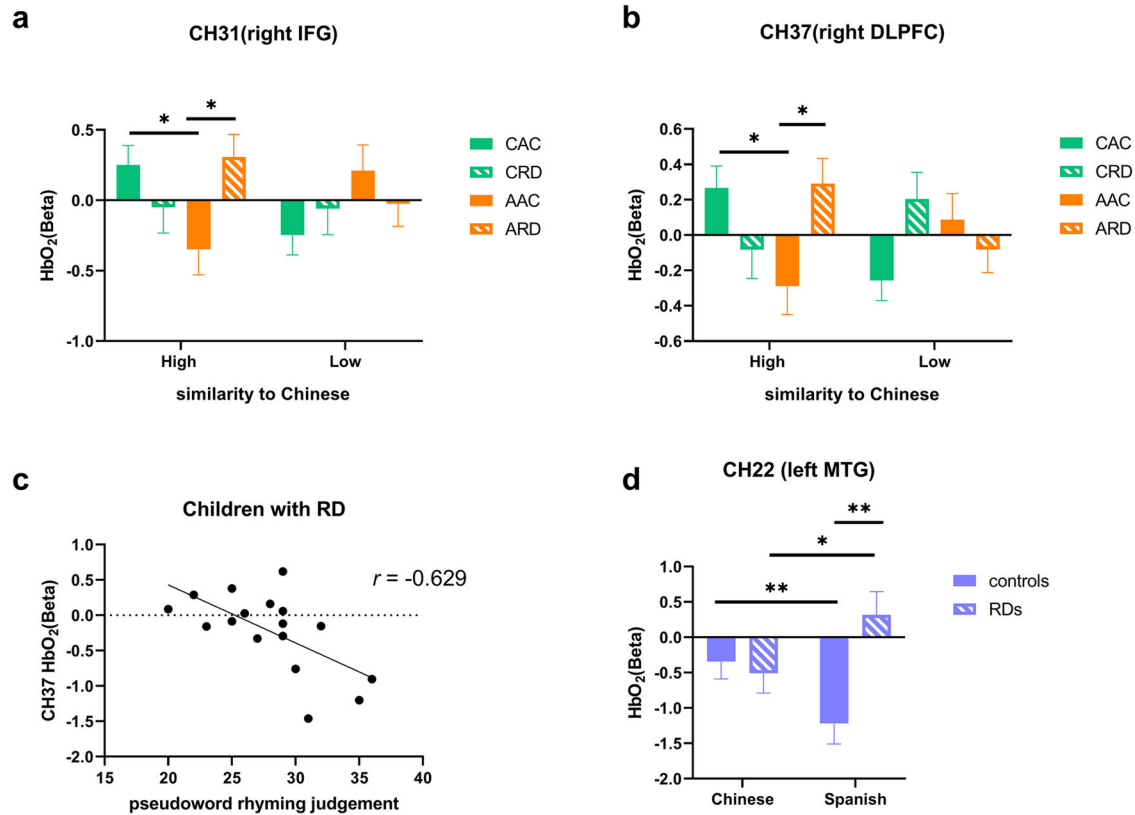 a
CH31(right IFG)
*
*
HbO2(Beta)
0.5
0.0
-0.5
-1.0
High
Low
similarity to Chinese
CAC
CRD
AAC
ARD
b
CH37(right DLPFC)
*
*
HbO2(Beta)
0.6
0.4
0.2
0.0
-0.2
-0.4
-0.6
High
Low
similarity to Chinese
CAC
CRD
AAC
ARD
c
Children with RD
r = -0.629
CH37 HbO2(Beta)
1.0
0.5
0.0
-0.5
-1.0
-1.5
-2.0
15
20
25
30
35
40
pseudoword rhyming judgement
d
CH22 (left MTG)
**
*
**
HbO2(Beta)
1.0
0.5
0.0
-0.5
-1.0
-1.5
-2.0
Chinese
Spanish
controls
RDs